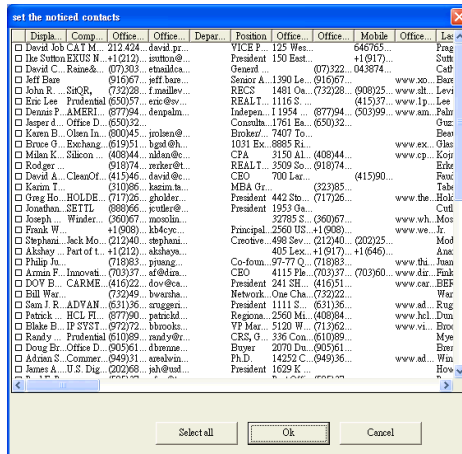 set the noticed contacts
Displa... Comp... Office... Office... Depar... Position Office... Office... Mobile Office... La
David Job CAT M... 212.424... david.pr... VICE P... 125 Wes... 646765...
Ike Sutton EXUS N... +1(212)... isutton@... President 150 East... +1(917)...
David C... Raine&... (07)303... etnaildca... General (07)322... 043874...
Jeff Bare (916)67... jeff.bare... Senior A... 1390 Le... (916)67... www.xo...
John R. ... SitQR, (732)28... f.maillev... RECS 1481 Oa... (732)28... (908)25... www.slt...
Eric Lee Prudential (650)57... eric@sv... REALT... 1116 S. ... (415)37... www.1p... Lee
Dennis P... AMERI... (877)94... denpalm... Indepen... 1 1954 ... (877)94... (503)99... www.am...
Jasper d... Office D... (650)32... Consulta... 1761 Ea... (650)32...
Karen B... Olsen In... (800)45... jrolsen@... Broker/... 7407 To...
Bruce G... Exchang... (619)51... bgsd@h... 1031 Ex... 8885 Ri... www.ex...
Milan K... Silicon ... (408)44... nldan@c... CPA 3150 Al... (408)44... www.cp...
Rodger ... (918)74... rerker@t... REALT... 3509 So... (918)74...
David A... CleanOf... (415)46... david@c... CEO 700 Lar... (415)90...
Karim T... (310)86... kazim.ta... MBA Gr... (323)85...
Greg Ho... HOLDE... (717)26... gholder... President 442 Sto... (717)26... www.the...
Jonathan... SETTL (888)66... jcutler@... President 1953 Ga...
Joseph ... Winder... (360)67... mosolin... 32785 S... (360)67... www.wh...
Frank W... +1(908)... kb4cyc... Principal... 2560 US... +1(908)... www.we... Jr.
Stephani... Jack Mo... (212)40... stephani... Creotive... 498 Sev... (212)40... (202)25...
Akshay ... Part of t... +1(212)... akshaya... 405 Lex... +1(917)... +1(646)...
Philip Ju... (718)83... pjuang... Co-foun... 97-77 Q... (718)83... www.thi...
Armin F... Innovati... (703)37... af@dira... CEO 4115 Ple... (703)37... (703)60... www.dir...
DOV B... CARME... (416)22... dov@ca... President 241 SH... (416)51... www.car...
Bill War... (732)49... bwarsha... Network... One Cha... (732)22...
Sam J. R... ADVAN... (631)36... sruggeri... President 1111 S... (631)36... www.ad...
Patrick ... HCL FI... (877)90... patrickd... Regiona... 2560 Mi... (408)84... www.hcl...
Blake B... IP SYST... (972)72... bbrooks... VP Mar... 5120 W... (713)62... www.vi...
Randy ... Prudential (610)89... randy@r... CRS, G... 336 Con... (610)89...
Doug Br... Office D... (905)61... dbrenne... Buyer 2070 Du... (905)61...
Adrian S... Commer... (949)31... arealwin... Ph.D. 14252 C... (949)36... www.ad...
James A... U.S. Dig... (202)68... jah@usd... President 1629 K ...
Select all Ok Cancel